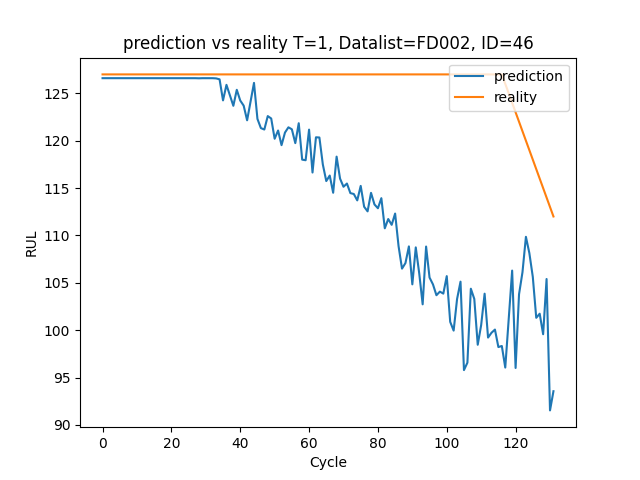 prediction vs reality T=1, Datalist=FD002, ID=46
prediction
reality
125
120
115
110
105
100
95
90
RUL
0 20 40 60 80 100 120
Cycle